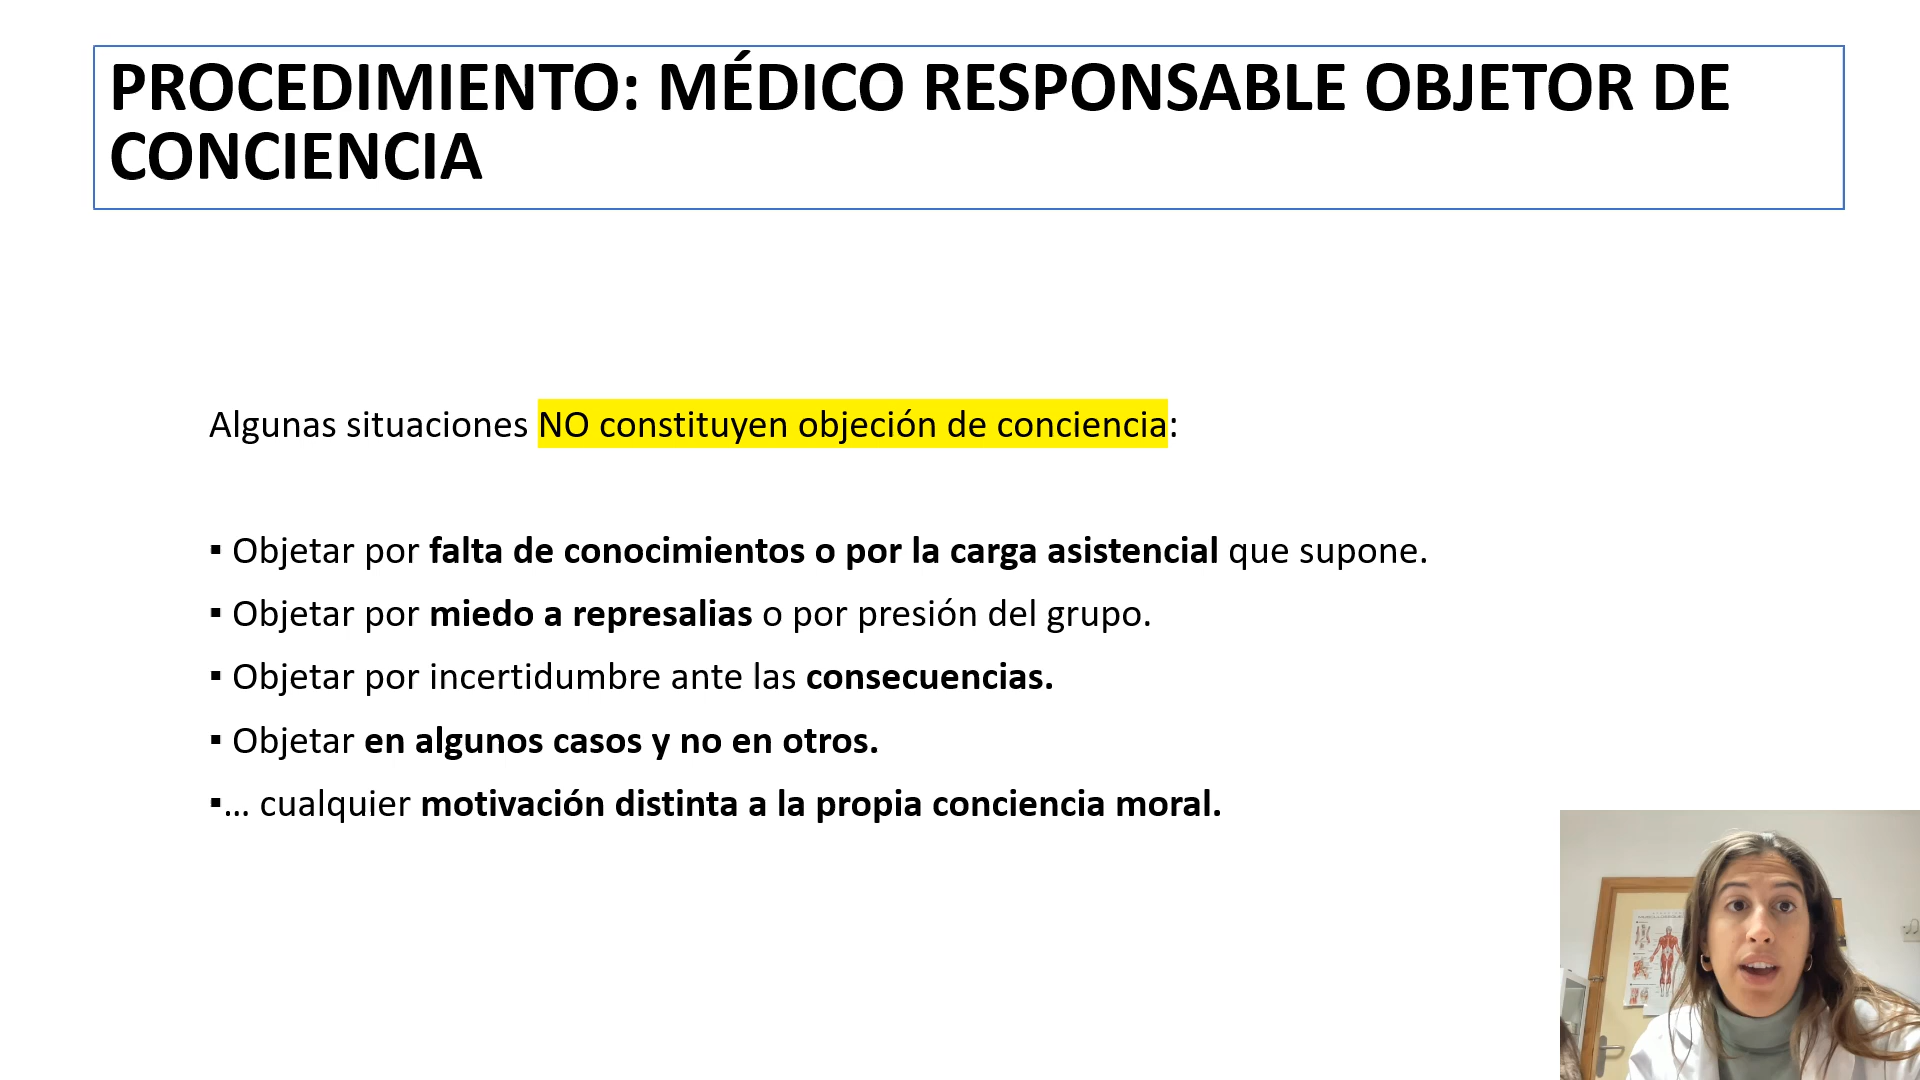 PROCEDIMIENTO: MÉDICO RESPONSABLE OBJETOR DE
CONCIENCIA
Algunas situaciones NO constituyen objeción de conciencia:
▪ Objetar por falta de conocimientos o por la carga asistencial que supone.
▪ Objetar por miedo a represalias o por presión del grupo.
▪ Objetar por incertidumbre ante las consecuencias.
▪ Objetar en algunos casos y no en otros.
▪... cualquier motivación distinta a la propia conciencia moral.